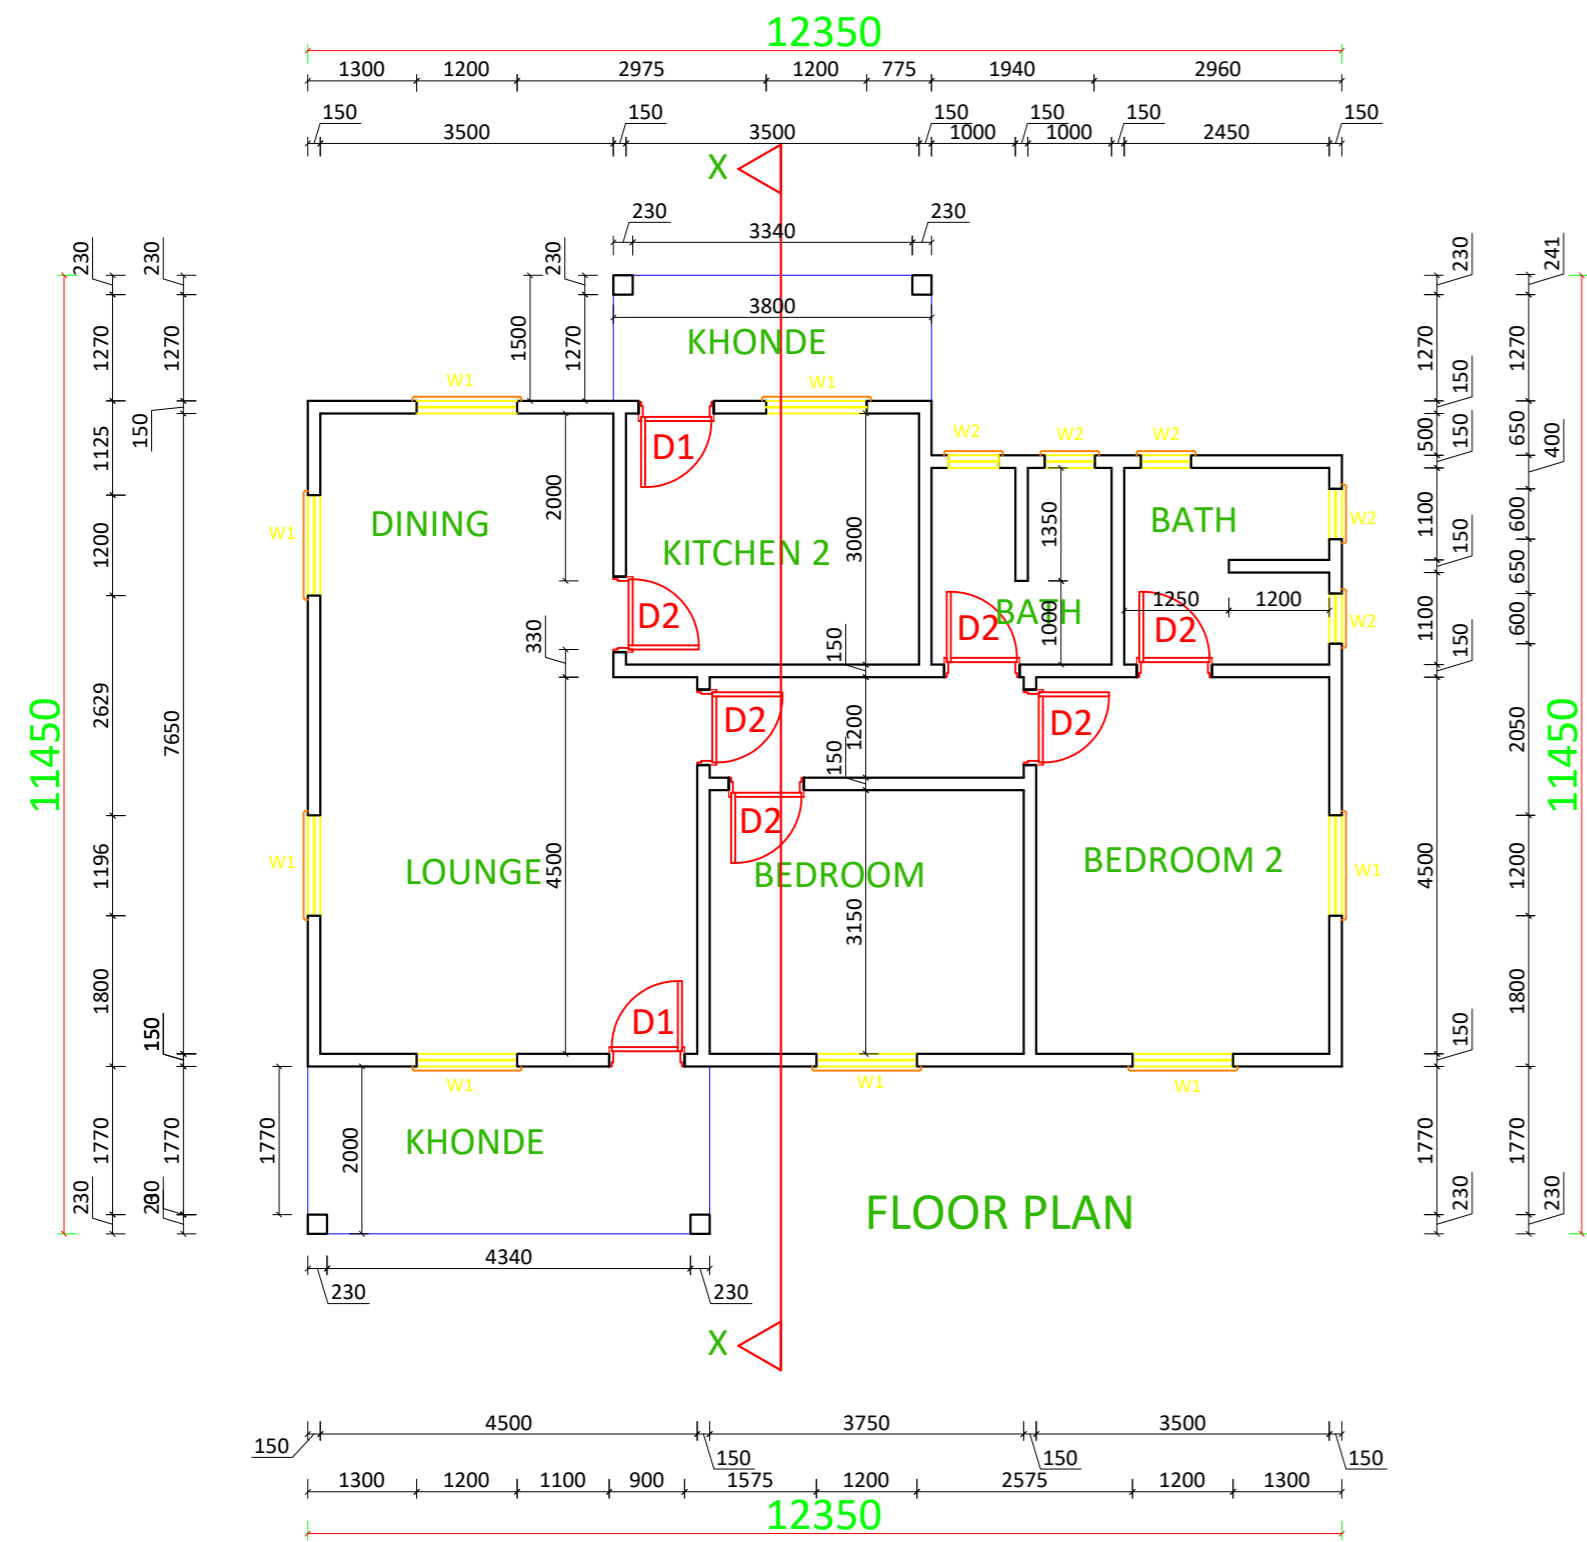 12350
1300 1200 2975 1200 775 1940 2960
150 150 150 150 150 150
3500 3500 1000 1000 2450
X
230 230
3340
230 230 230 230 241
3800
KHONDE
1270 1270 1500 1270 1270 1270
W1 W1
150 150
1125 500 650
150 400
D1
W2 W2 W2
2000
DINING
KITCHEN 2
3000
1350
BATH
1100 600
W1 W2
1200
150 650
BATH
1000
1250 1200
D2 D2 D2
W2
330 150 1100 600
150
2629
7650
D2 D2
1200
150
2050
11450 11450
D2
1196
W1
LOUNGE
4500
BEDROOM
BEDROOM 2
W1
4500 1200
3150
1800 1800
D1
150 150
W1 W1 W1
1770 1770 1770 2000 1770 1770
KHONDE
230 230 230 230
FLOOR PLAN
4340
230 230
X
4500 3750 3500
150 150 150 150
1300 1200 1100 900 1575 1200 2575 1200 1300
12350